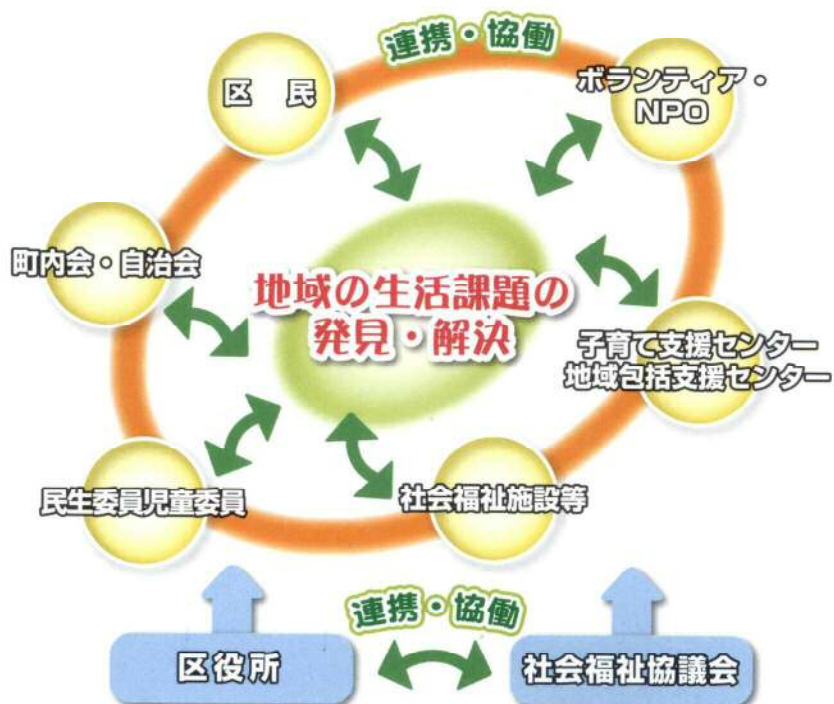 連携・協働
区　民
ボランティア・
NPO
町内会・自治会
地域の生活課題の
発見・解決
子育て支援センター
地域包括支援センター
民生委員児童委員
社会福祉施設等
連携・協働
区役所
社会福祉協議会